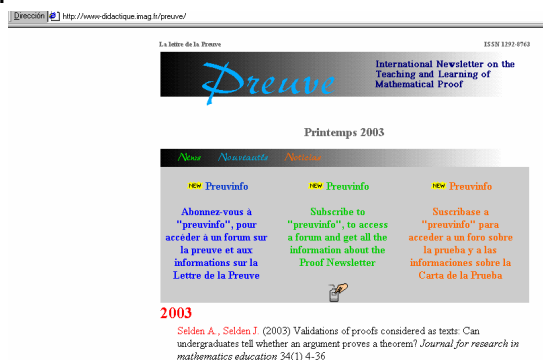 Dirección http://www-didactique.imag.fr/preuve/
La lettre de la Preuve ISSN 1292-8763
Preuve
International Newsletter on the
Teaching and Learning of
Mathematical Proof
Printemps 2003
News Nouveautés Noticias
NEW Preuvinfo NEW Preuvinfo NEW Preuvinfo
Abonnez-vous à Subscribe to Suscribase a
"preuvinfo", pour "preuvinfo", to access "preuvinfo" para
accéder à un forum sur a forum and get all the acceder a un foro sobre
la preuve et aux information about the la prueba y a las
informations sur la Proof Newsletter informaciones sobre la
Lettre de la Preuve Carta de la Prueba
2003
Selden A., Selden J. (2003) Validations of proofs considered as texts: Can
undergraduates tell whether an argument proves a theorem? Journal for research in
mathematics education 34(1) 4-36